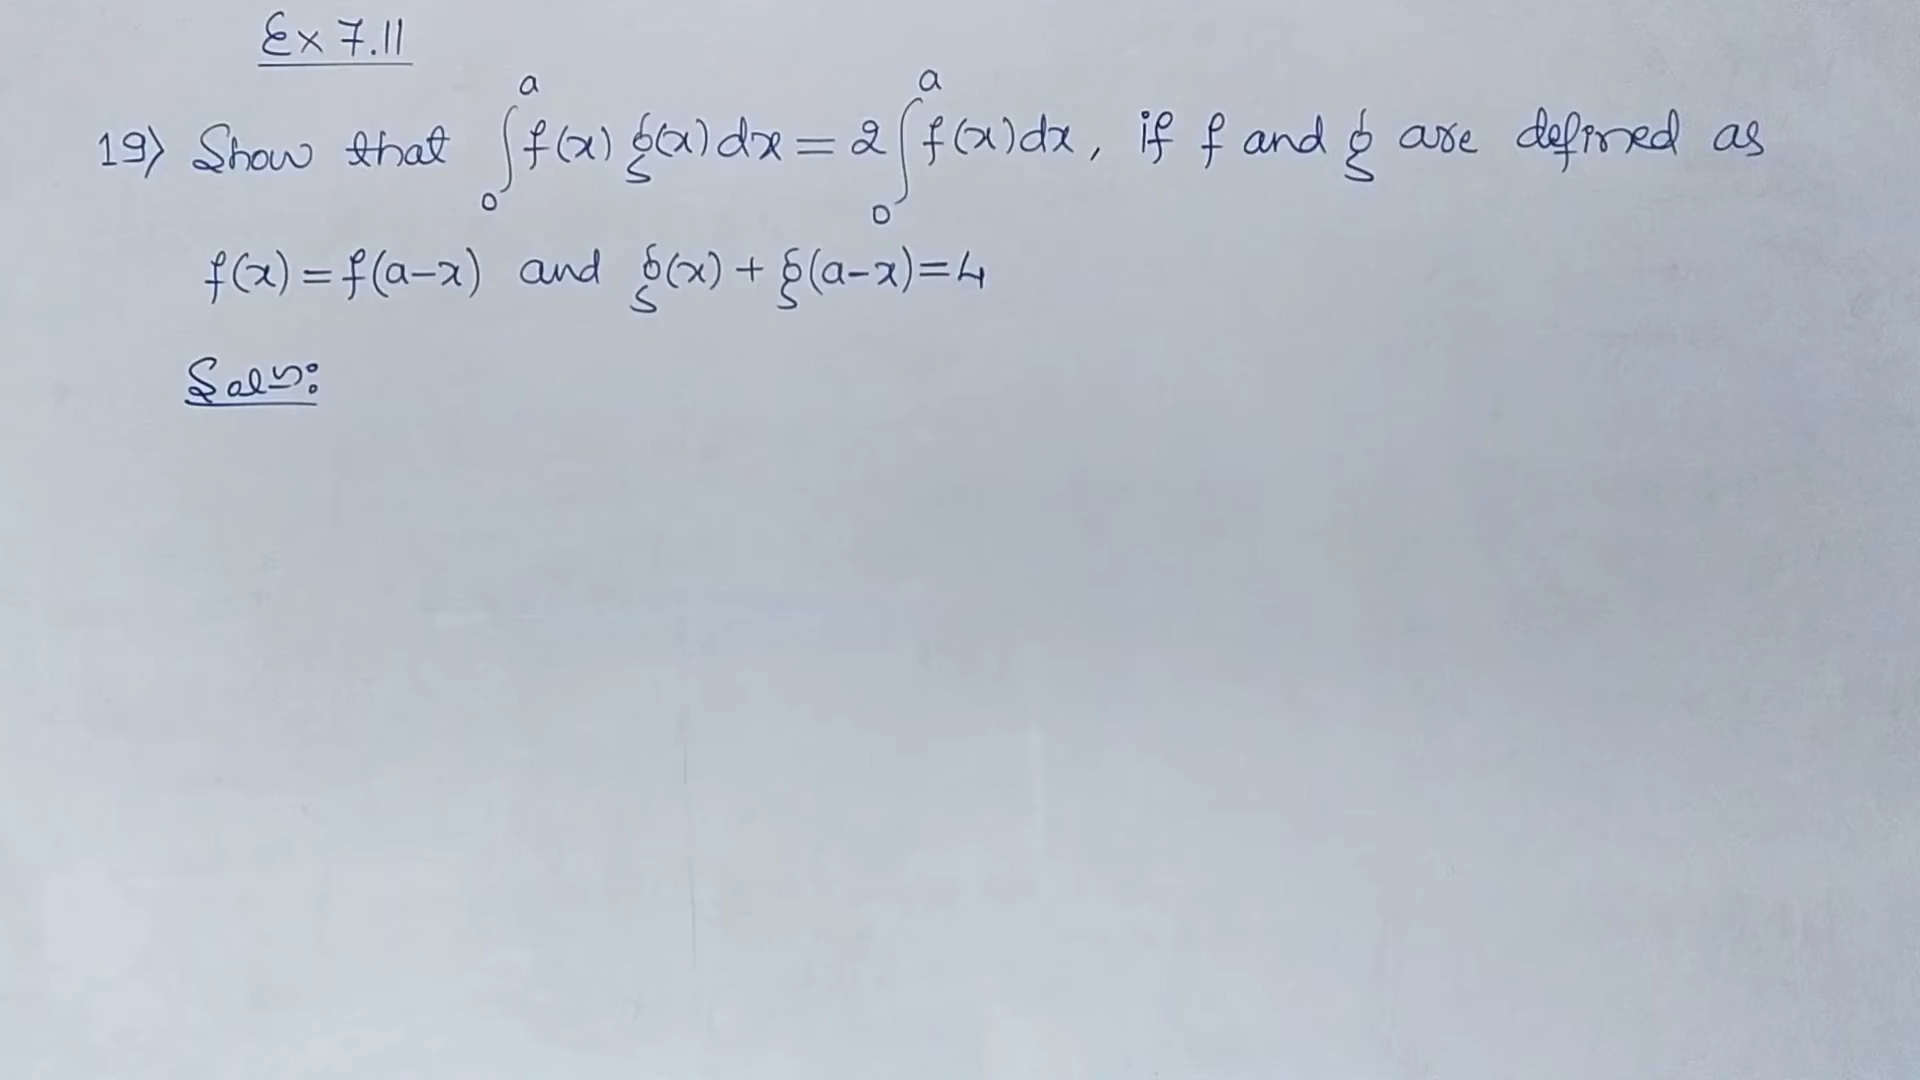 Ex 7.11
19) Show that ∫₀ᵃ f(x) g(x) dx = 2 ∫₀ᵃ f(x) dx, if f and g are defined as
f(x) = f(a-x) and g(x) + g(a-x) = 4
Soln: